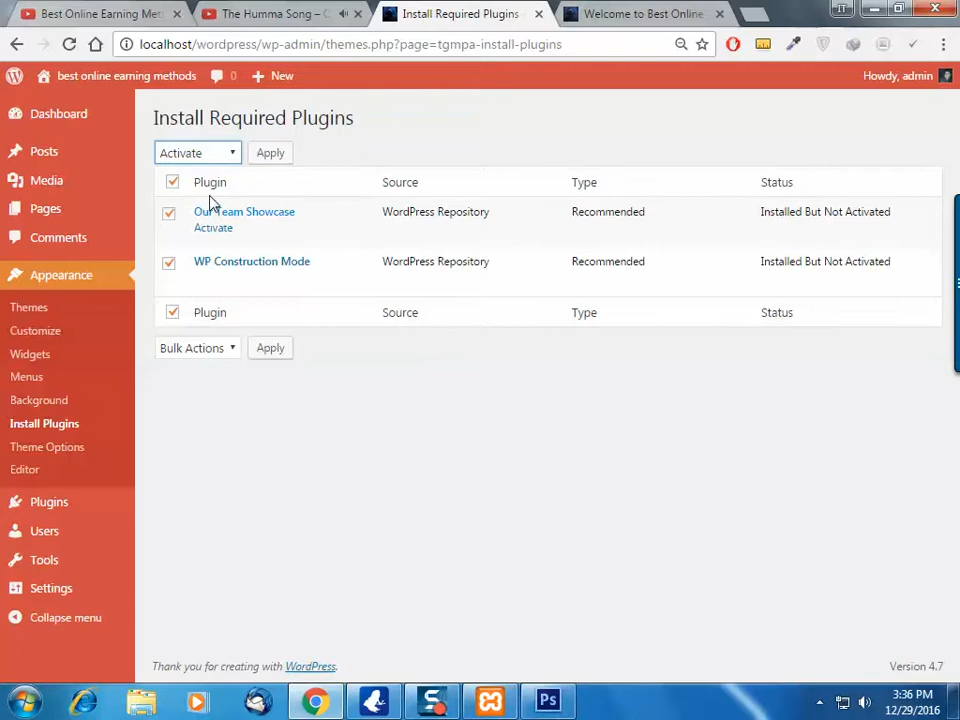 Best Online Earning Met
The Humma Song – C
Install Required Plugins
Welcome to Best Online
localhost/wordpress/wp-admin/themes.php?page=tgmpa-install-plugins
best online earning methods
0
New
Howdy, admin
Dashboard
Posts
Media
Pages
Comments
Appearance
Themes
Customize
Widgets
Menus
Background
Install Plugins
Theme Options
Editor
Plugins
Users
Tools
Settings
Collapse menu
Install Required Plugins
Activate
Apply
Plugin Source Type Status
Our Team Showcase WordPress Repository Recommended Installed But Not Activated
Activate
WP Construction Mode WordPress Repository Recommended Installed But Not Activated
Plugin Source Type Status
Bulk Actions
Apply
Thank you for creating with WordPress.
Version 4.7
3:36 PM
12/29/2016